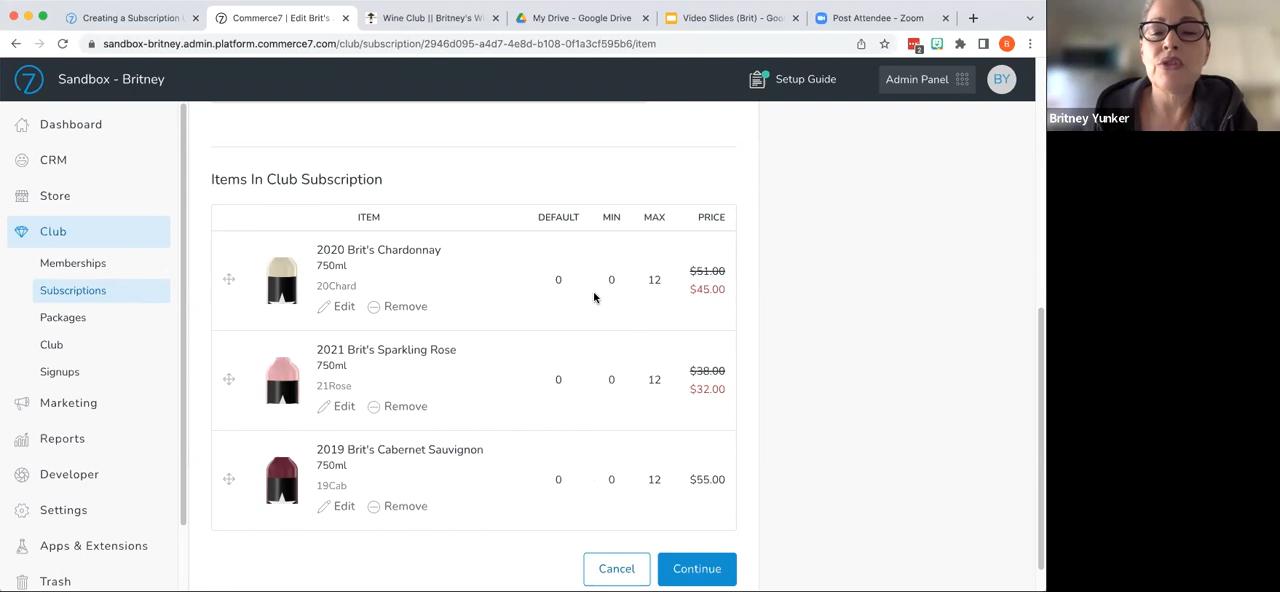 Creating a Subscription U
Commerce7 | Edit Brit's
Wine Club || Britney's Wi
My Drive - Google Drive
Video Slides (Brit) - Goo
Post Attendee - Zoom
sandbox-britney.admin.platform.commerce7.com/club/subscription/2946d095-a4d7-4e8d-b108-0f1a3cf595b6/item
2
B
7
Sandbox - Britney
Setup Guide
Admin Panel
BY
Britney Yunker
Dashboard
CRM
Store
Club
Memberships
Subscriptions
Packages
Club
Signups
Marketing
Reports
Developer
Settings
Apps & Extensions
Trash
Items In Club Subscription
ITEM DEFAULT MIN MAX PRICE
2020 Brit's Chardonnay
750ml
20Chard
Edit Remove
0 0 12 $51.00
$45.00
2021 Brit's Sparkling Rose
750ml
21Rose
Edit Remove
0 0 12 $38.00
$32.00
2019 Brit's Cabernet Sauvignon
750ml
19Cab
Edit Remove
0 0 12 $55.00
Cancel Continue